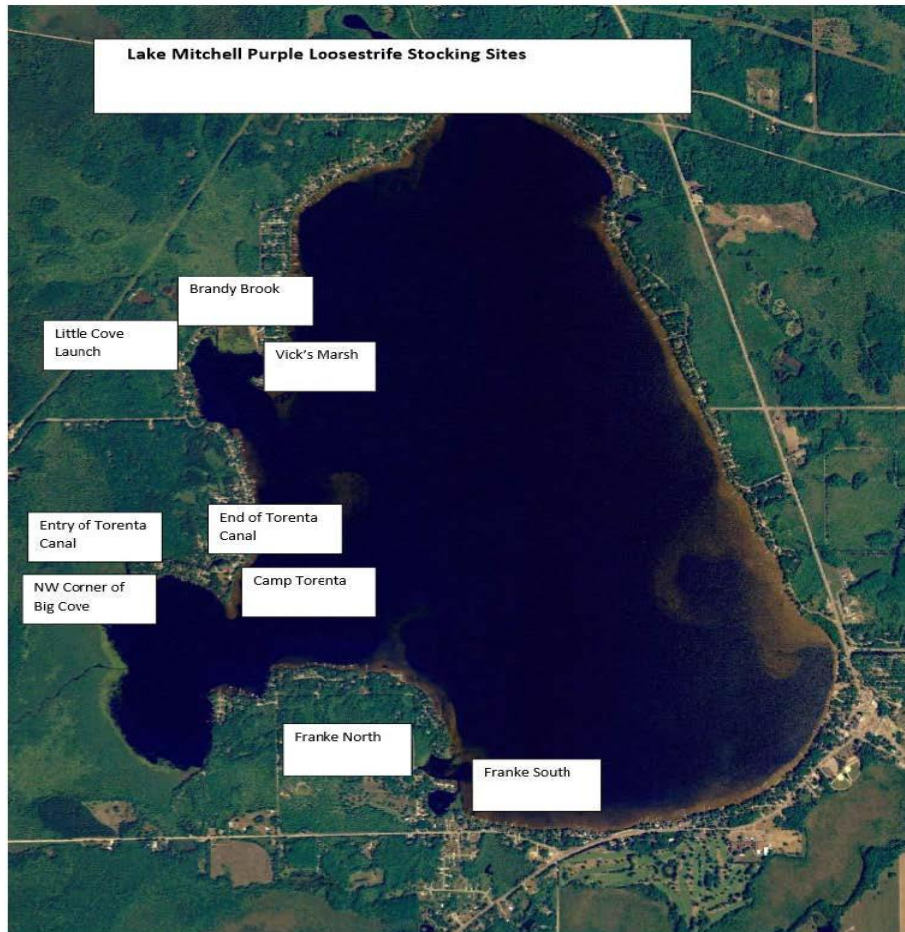 Lake Mitchell Purple Loosestrife Stocking Sites
Brandy Brook
Little Cove
Launch
Vick's Marsh
End of Torenta
Canal
Entry of Torenta
Canal
Camp Torenta
NW Corner of
Big Cove
Franke North
Franke South